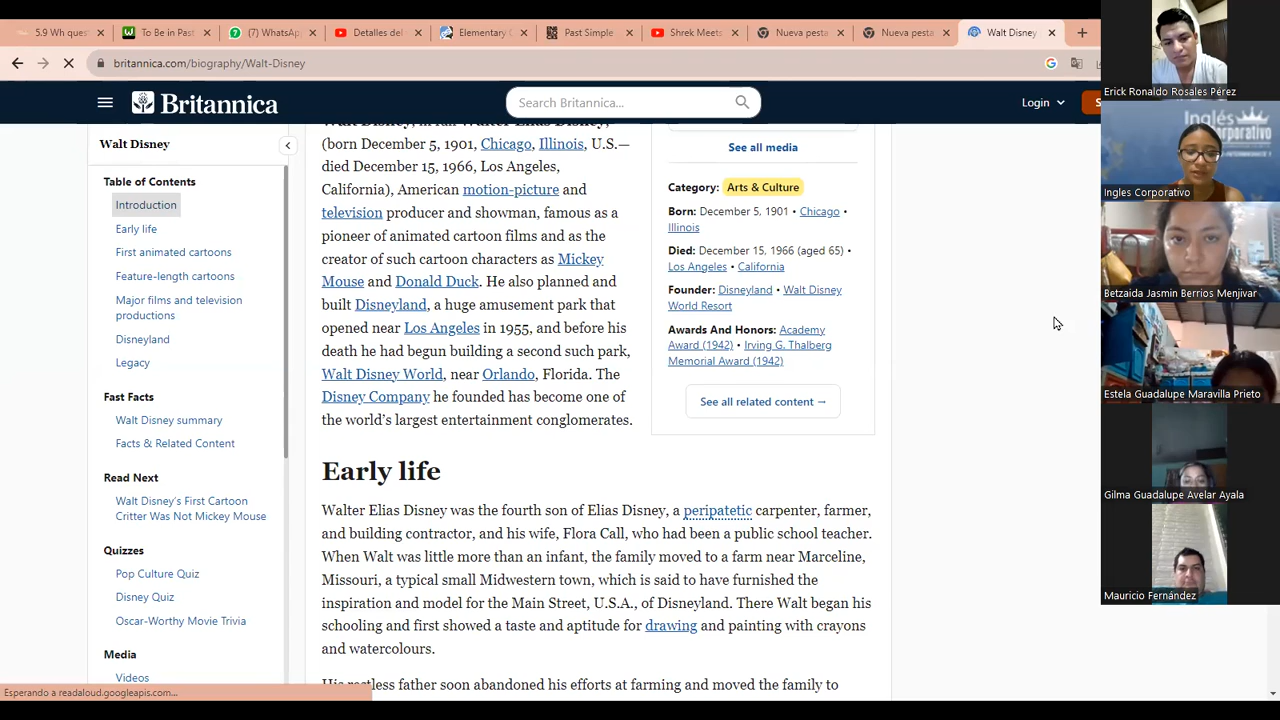 5.9 Wh quest
To Be in Past
(7) WhatsApp
Detalles del
Elementary C
Past Simple
Shrek Meets
Nueva pesta
Nueva pesta
Walt Disney
britannica.com/biography/Walt-Disney
Britannica
Search Britannica...
Login
Walt Disney
Table of Contents
Introduction
Early life
First animated cartoons
Feature-length cartoons
Major films and television
productions
Disneyland
Legacy
Fast Facts
Walt Disney summary
Facts & Related Content
Read Next
Walt Disney's First Cartoon
Critter Was Not Mickey Mouse
Quizzes
Pop Culture Quiz
Disney Quiz
Oscar-Worthy Movie Trivia
Media
Videos
Esperando a readaloud.googleapis.com...
Walt Disney, in full Walter Elias Disney,
(born December 5, 1901, Chicago, Illinois, U.S.—
died December 15, 1966, Los Angeles,
California), American motion-picture and
television producer and showman, famous as a
pioneer of animated cartoon films and as the
creator of such cartoon characters as Mickey
Mouse and Donald Duck. He also planned and
built Disneyland, a huge amusement park that
opened near Los Angeles in 1955, and before his
death he had begun building a second such park,
Walt Disney World, near Orlando, Florida. The
Disney Company he founded has become one of
the world's largest entertainment conglomerates.
See all media
Category: Arts & Culture
Born: December 5, 1901 • Chicago •
Illinois
Died: December 15, 1966 (aged 65) •
Los Angeles • California
Founder: Disneyland • Walt Disney
World Resort
Awards And Honors: Academy
Award (1942) • Irving G. Thalberg
Memorial Award (1942)
See all related content →
Early life
Walter Elias Disney was the fourth son of Elias Disney, a peripatetic carpenter, farmer,
and building contractor, and his wife, Flora Call, who had been a public school teacher.
When Walt was little more than an infant, the family moved to a farm near Marceline,
Missouri, a typical small Midwestern town, which is said to have furnished the
inspiration and model for the Main Street, U.S.A., of Disneyland. There Walt began his
schooling and first showed a taste and aptitude for drawing and painting with crayons
and watercolours.
His restless father soon abandoned his efforts at farming and moved the family to
Erick Ronaldo Rosales Pérez
Inglés
Corporativo
Ingles Corporativo
Betzaida Jasmin Berrios Menjivar
Estela Guadalupe Maravilla Prieto
Gilma Guadalupe Avelar Ayala
Mauricio Fernández